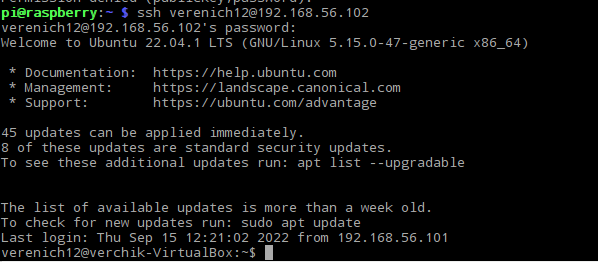 Permission denied (publickey,password).
pi@raspberry:~ $ ssh verenich12@192.168.56.102
verenich12@192.168.56.102's password:
Welcome to Ubuntu 22.04.1 LTS (GNU/Linux 5.15.0-47-generic x86_64)
 * Documentation:  https://help.ubuntu.com
 * Management:     https://landscape.canonical.com
 * Support:        https://ubuntu.com/advantage
45 updates can be applied immediately.
8 of these updates are standard security updates.
To see these additional updates run: apt list --upgradable
The list of available updates is more than a week old.
To check for new updates run: sudo apt update
Last login: Thu Sep 15 12:21:02 2022 from 192.168.56.101
verenich12@verchik-VirtualBox:~$